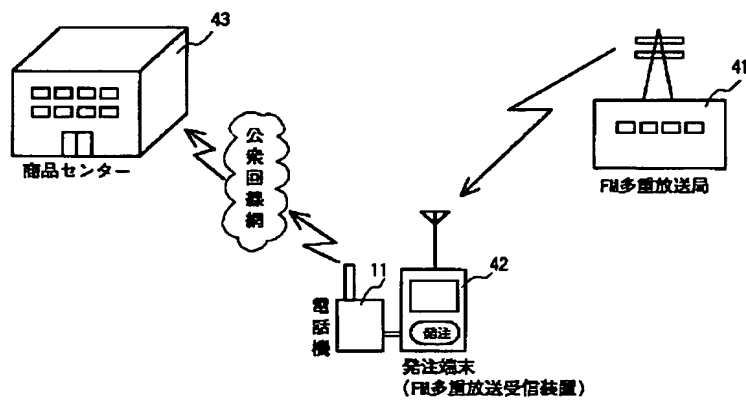 43
41
商品センター
公衆回線網
FM多重放送局
11
42
電話機
発注
発注端末
(FM多重放送受信装置)